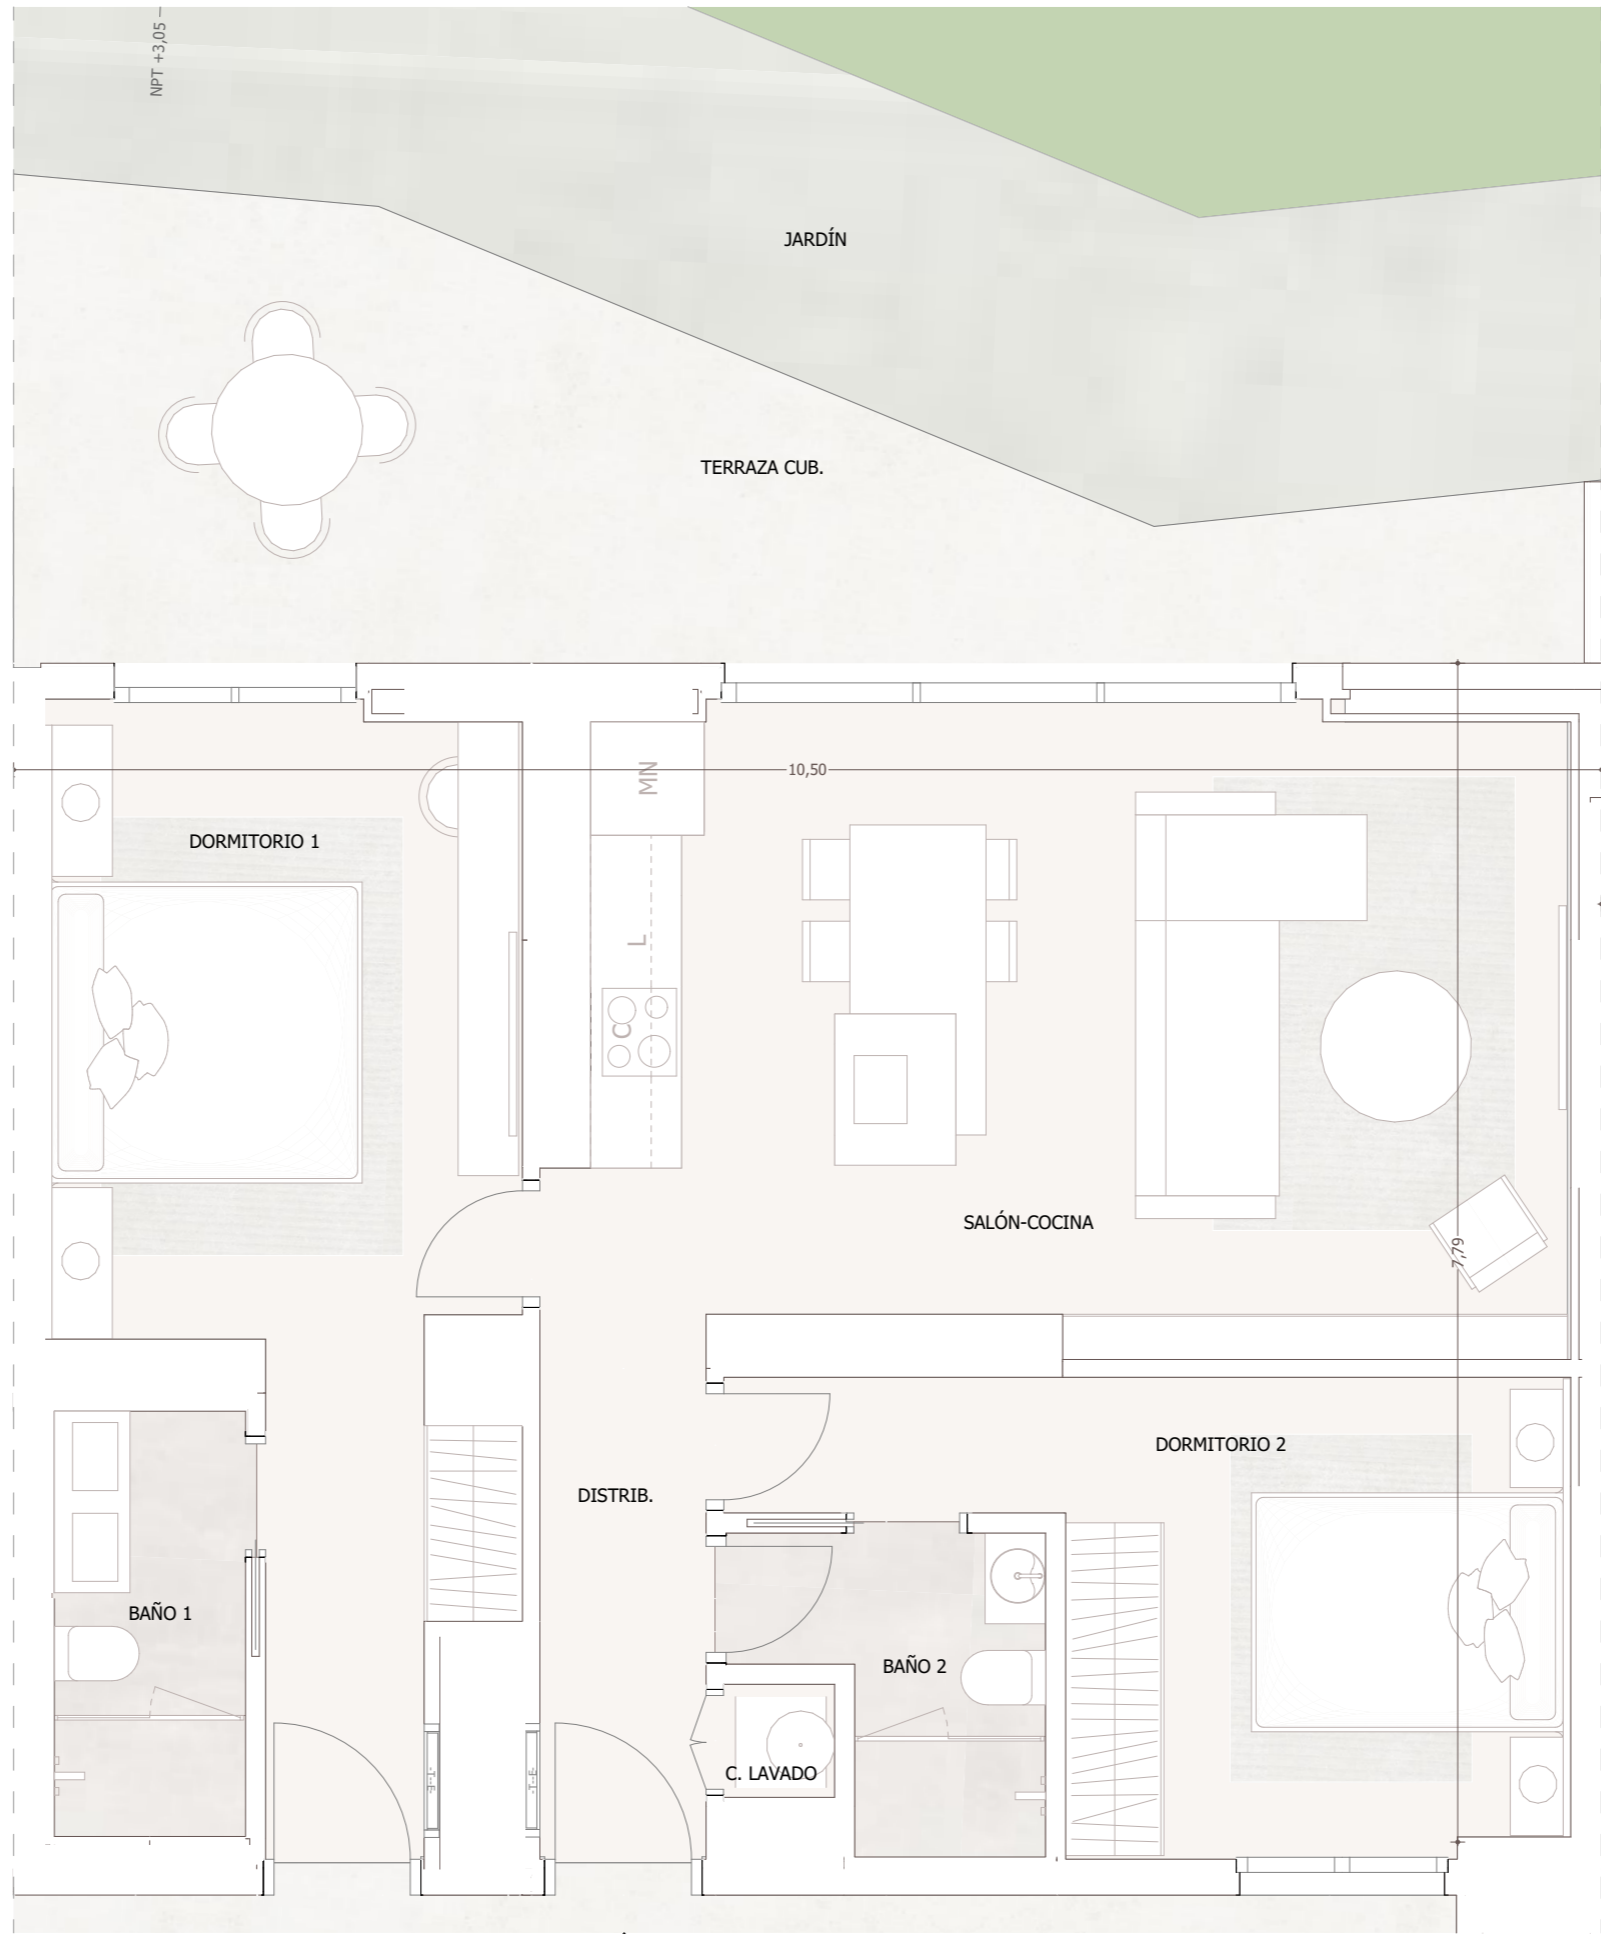 NPT +3,05
JARDÍN
TERRAZA CUB.
10,50
MN
DORMITORIO 1
L
C
SALÓN-COCINA
7,79
DORMITORIO 2
DISTRIB.
BAÑO 1
BAÑO 2
C. LAVADO